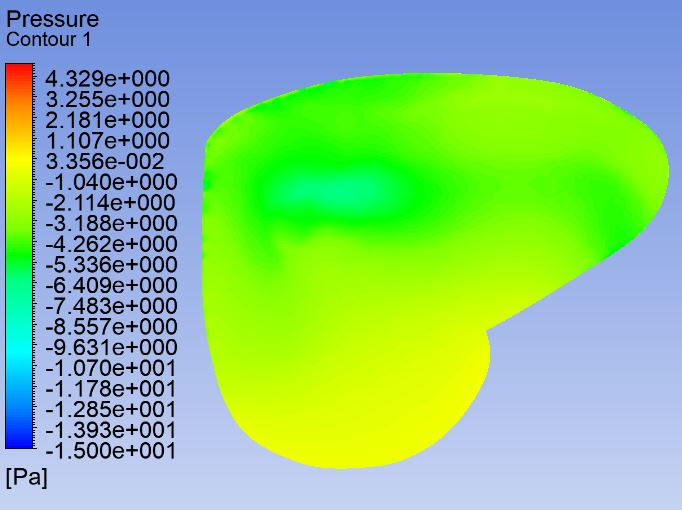 Pressure
Contour 1
4.329e+000
3.255e+000
2.181e+000
1.107e+000
3.356e-002
-1.040e+000
-2.114e+000
-3.188e+000
-4.262e+000
-5.336e+000
-6.409e+000
-7.483e+000
-8.557e+000
-9.631e+000
-1.070e+001
-1.178e+001
-1.285e+001
-1.393e+001
-1.500e+001
[Pa]